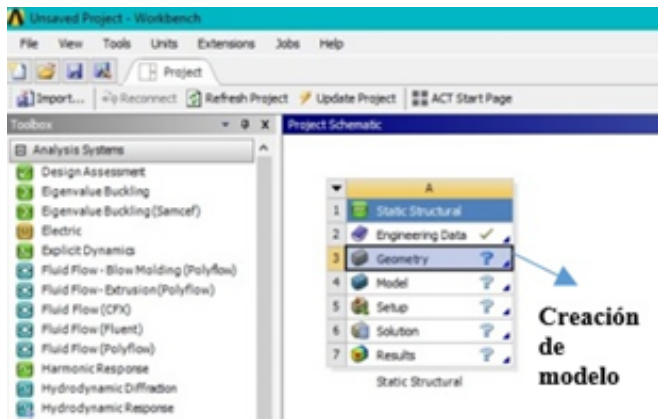 Unsaved Project - Workbench
File View Tools Units Extensions Jobs Help
Project
Import... Reconnect Refresh Project Update Project ACT Start Page
Toolbox
Project Schematic
Analysis Systems
Design Assessment
Eigenvalue Buckling
Eigenvalue Buckling (Samcef)
Electric
Explicit Dynamics
Fluid Flow - Blow Molding (Polyflow)
Fluid Flow - Extrusion (Polyflow)
Fluid Flow (CFX)
Fluid Flow (Fluent)
Fluid Flow (Polyflow)
Harmonic Response
Hydrodynamic Diffraction
Hydrodynamic Response
A
1 Static Structural
2 Engineering Data ✓
3 Geometry ?
4 Model ?
5 Setup ?
6 Solution ?
7 Results ?
Static Structural
Creación
de
modelo